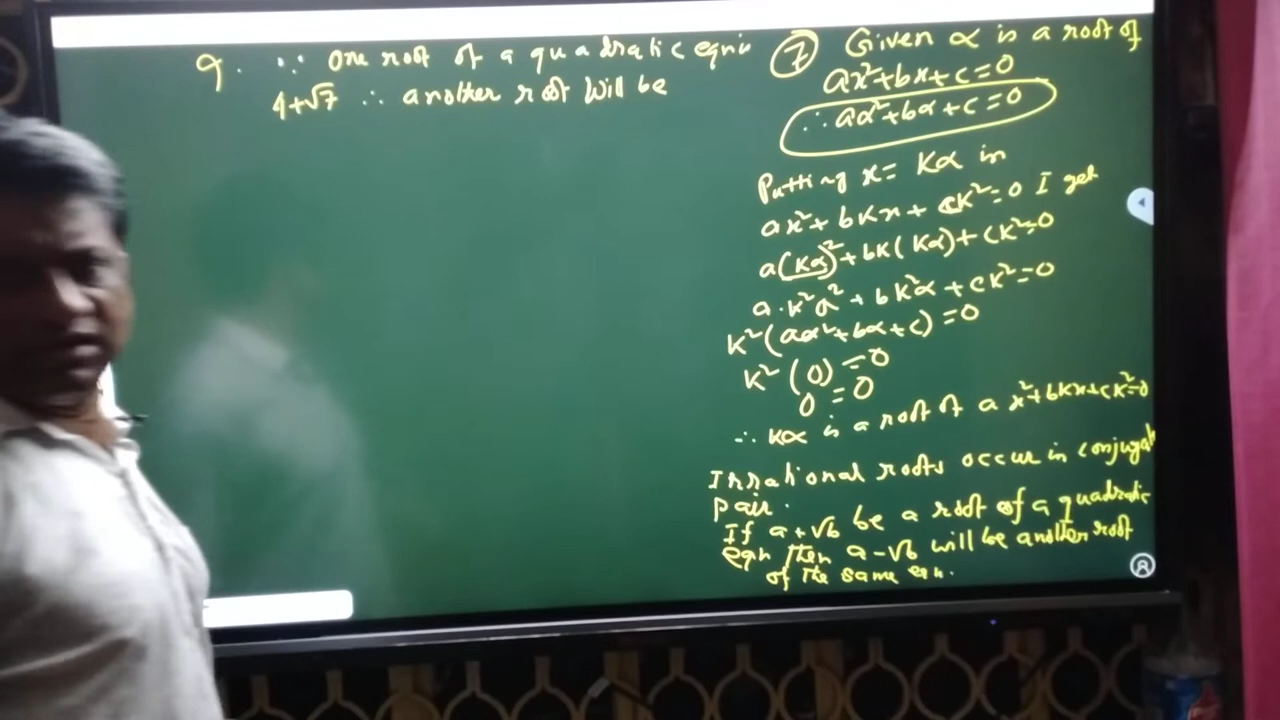 9. ∵ One root of a quadratic eqn is
4+√7 ∴ another root will be
⑦ Given α is a root of
ax²+bx+c=0
∴ aα²+bα+c=0
Putting x= Kα in
ax²+bKx+cK²=0 I get
a(Kα)²+bK(Kα)+cK²=0
a·K²α²+bK²α+cK²=0
K²(aα²+bα+c)=0
K²(0)=0
0=0
∴ Kα is a root of ax²+bKx+cK²=0
Irrational roots occur in conjugate
pair.
If a+√b be a root of a quadratic
eqn then a-√b will be another root
of the same eqn.